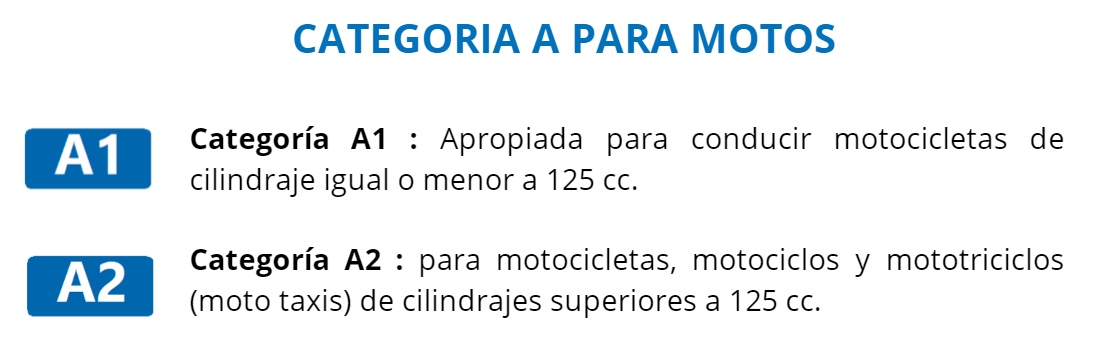 CATEGORIA A PARA MOTOS
A1
Categoría A1 : Apropiada para conducir motocicletas de
cilindraje igual o menor a 125 cc.
A2
Categoría A2 : para motocicletas, motociclos y mototriciclos
(moto taxis) de cilindrajes superiores a 125 cc.